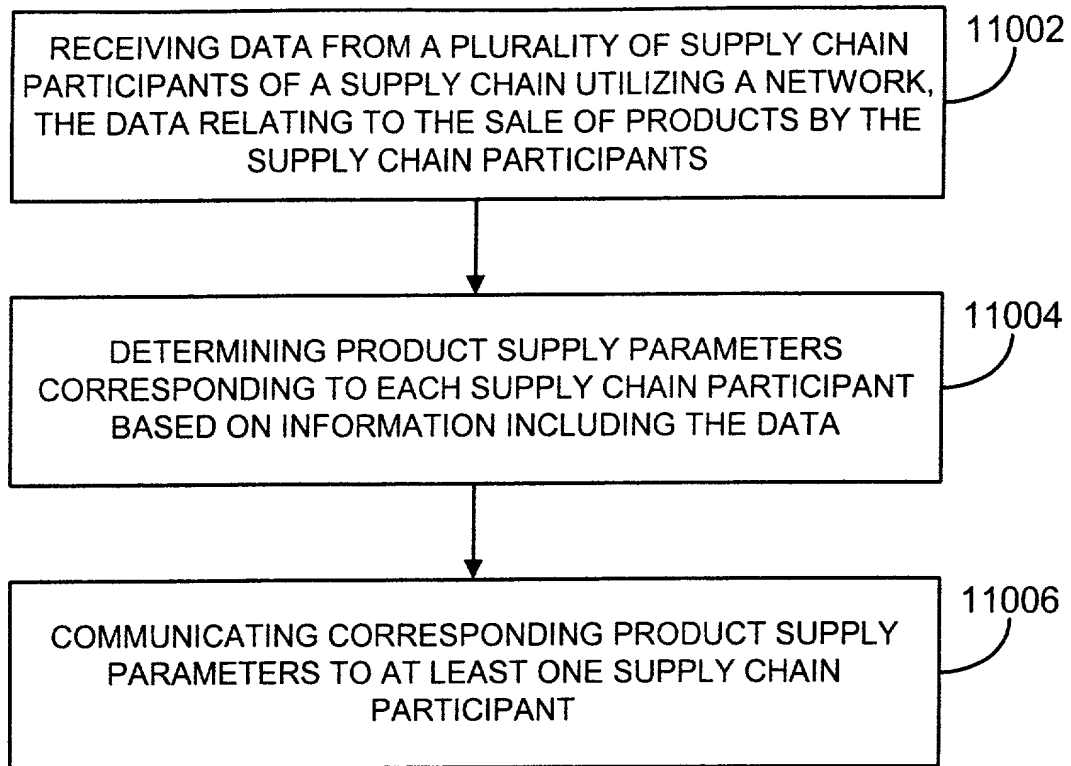 11002
RECEIVING DATA FROM A PLURALITY OF SUPPLY CHAIN
PARTICIPANTS OF A SUPPLY CHAIN UTILIZING A NETWORK,
THE DATA RELATING TO THE SALE OF PRODUCTS BY THE
SUPPLY CHAIN PARTICIPANTS
11004
DETERMINING PRODUCT SUPPLY PARAMETERS
CORRESPONDING TO EACH SUPPLY CHAIN PARTICIPANT
BASED ON INFORMATION INCLUDING THE DATA
11006
COMMUNICATING CORRESPONDING PRODUCT SUPPLY
PARAMETERS TO AT LEAST ONE SUPPLY CHAIN
PARTICIPANT